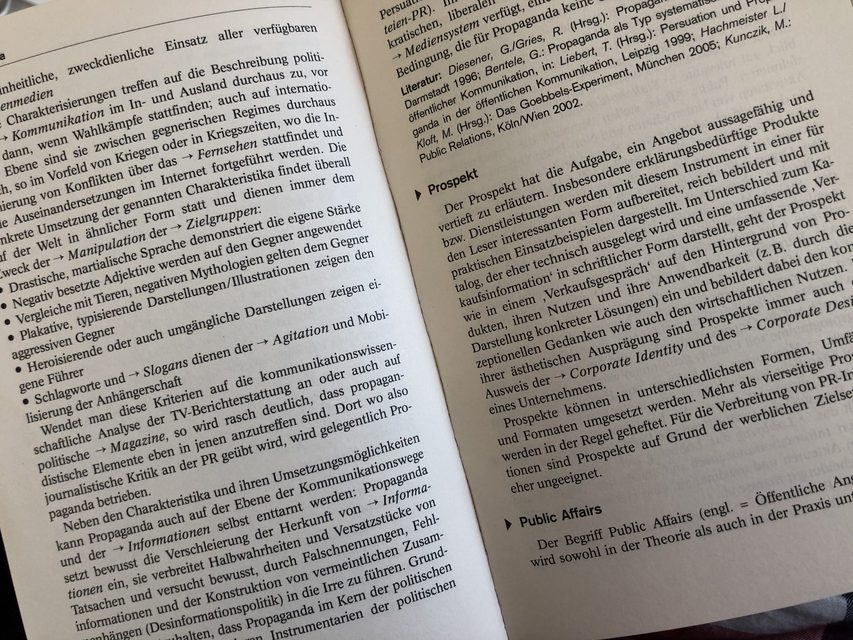 inheitliche, zweckdienliche Einsatz aller verfügbaren
enmedien
Charakterisierungen treffen auf die Beschreibung politi-
→ Kommunikation im In- und Ausland durchaus zu, vor
dann, wenn Wahlkämpfe stattfinden; auch auf internatio-
Ebene sind sie zwischen gegnerischen Regimes durchaus
h, so im Vorfeld von Kriegen oder in Kriegszeiten, wo die In-
nierung von Konflikten über das → Fernsehen stattfindet und
ie Auseinandersetzungen im Internet fortgeführt werden. Die
nkrete Umsetzung der genannten Charakteristika findet überall
uf der Welt in ähnlicher Form statt und dienen immer dem
Zweck der → Manipulation der → Zielgruppen:
• Drastische, martialische Sprache demonstriert die eigene Stärke
• Negativ besetzte Adjektive werden auf den Gegner angewendet
• Vergleiche mit Tieren, negativen Mythologien gelten dem Gegner
• Plakative, typisierende Darstellungen/Illustrationen zeigen den
aggressiven Gegner
• Heroisierende oder auch umgängliche Darstellungen zeigen ei-
gene Führer
• Schlagworte und → Slogans dienen der → Agitation und Mobi-
lisierung der Anhängerschaft
Wendet man diese Kriterien auf die kommunikationswissen-
schaftliche Analyse der TV-Berichterstattung an oder auch auf
politische → Magazine, so wird rasch deutlich, dass propagan-
distische Elemente eben in jenen anzutreffen sind. Dort wo also
journalistische Kritik an der PR geübt wird, wird gelegentlich Pro-
paganda betrieben.
Neben den Charakteristika und ihren Umsetzungsmöglichkeiten
kann Propaganda auch auf der Ebene der Kommunikationswege
und der → Informationen selbst enttarnt werden: Propaganda
setzt bewusst die Verschleierung der Herkunft von → Informa-
tionen ein, sie verbreitet Halbwahrheiten und Versatzstücke von
Tatsachen und versucht bewusst, durch Falschnennungen, Fehl-
informationen und der Konstruktion von vermeintlichen Zusam-
menhängen (Desinformationspolitik) in die Irre zu führen. Grund-
zuhalten, dass Propaganda im Kern der politischen
Instrumentarien der politischen
teien-PR). Im
kratischen, liberalen
→ Mediensystem verfügt, eine
Bedingung, die für Propaganda keine
Literatur: Diesener, G./Gries, R. (Hrsg.): Propaganda
Darmstadt 1996; Bentele, G.: Propaganda als Typ systematisch
öffentlicher Kommunikation, in: Liebert, T. (Hrsg.): Persuation und Prop
ganda in der öffentlichen Kommunikation, Leipzig 1999; Hachmeister L./
Kloft, M. (Hrsg.): Das Goebbels-Experiment, München 2005; Kunczik, M.:
Public Relations, Köln/Wien 2002.
Prospekt
Der Prospekt hat die Aufgabe, ein Angebot aussagefähig und
vertieft zu erläutern. Insbesondere erklärungsbedürftige Produkte
bzw. Dienstleistungen werden mit diesem Instrument in einer für
den Leser interessanten Form aufbereitet, reich bebildert und mit
praktischen Einsatzbeispielen dargestellt. Im Unterschied zum Ka-
talog, der eher technisch ausgelegt wird und eine umfassende ‚Ver-
kaufsinformation‘ in schriftlicher Form darstellt, geht der Prospekt
wie in einem ‚Verkaufsgespräch‘ auf den Hintergrund von Pro-
dukten, ihren Nutzen und ihre Anwendbarkeit (z. B. durch die
Darstellung konkreter Lösungen) ein und bebildert dabei den kon-
zeptionellen Gedanken wie auch den wirtschaftlichen Nutzen.
ihrer ästhetischen Ausprägung sind Prospekte immer auch
Ausweis der → Corporate Identity und des → Corporate Desi
eines Unternehmens.
Prospekte können in unterschiedlichsten Formen, Umfä
und Formaten umgesetzt werden. Mehr als vierseitige Pro
werden in der Regel geheftet. Für die Verbreitung von PR-In
tionen sind Prospekte auf Grund der werblichen Zielse
eher ungeeignet.
Public Affairs
Der Begriff Public Affairs (engl. = Öffentliche An
wird sowohl in der Theorie als auch in der Praxis un